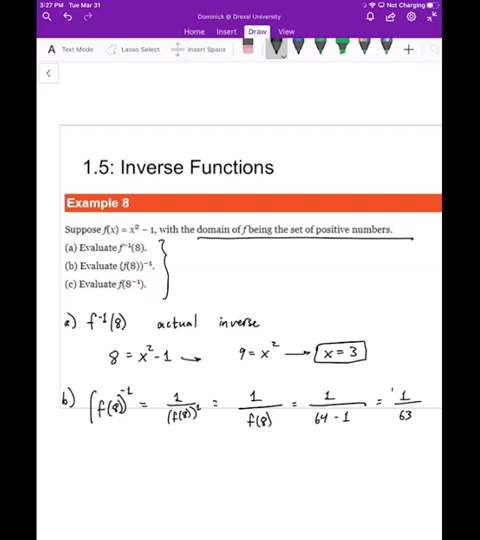 3:27 PM Tue Mar 31
Not Charging
Dominick @ Drexel University
Home Insert Draw View
Text Mode Lasso Select Insert Space
1.5: Inverse Functions
Example 8
Suppose f(x) = x² − 1, with the domain of f being the set of positive numbers.
(a) Evaluate f⁻¹(8).
(b) Evaluate (f(8))⁻¹.
(c) Evaluate f(8⁻¹).
a) f⁻¹(8) actual inverse
8 = x² - 1 → 9 = x² → x = 3
b) (f(8))⁻¹ = 1/(f(8))¹ = 1/f(8) = 1/(64 - 1) = 1/63